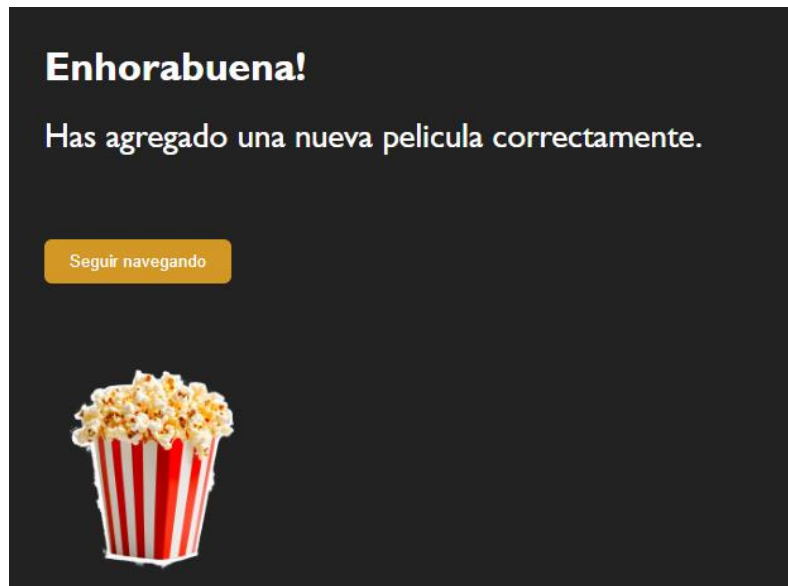 Enhorabuena!
Has agregado una nueva pelicula correctamente.
Seguir navegando